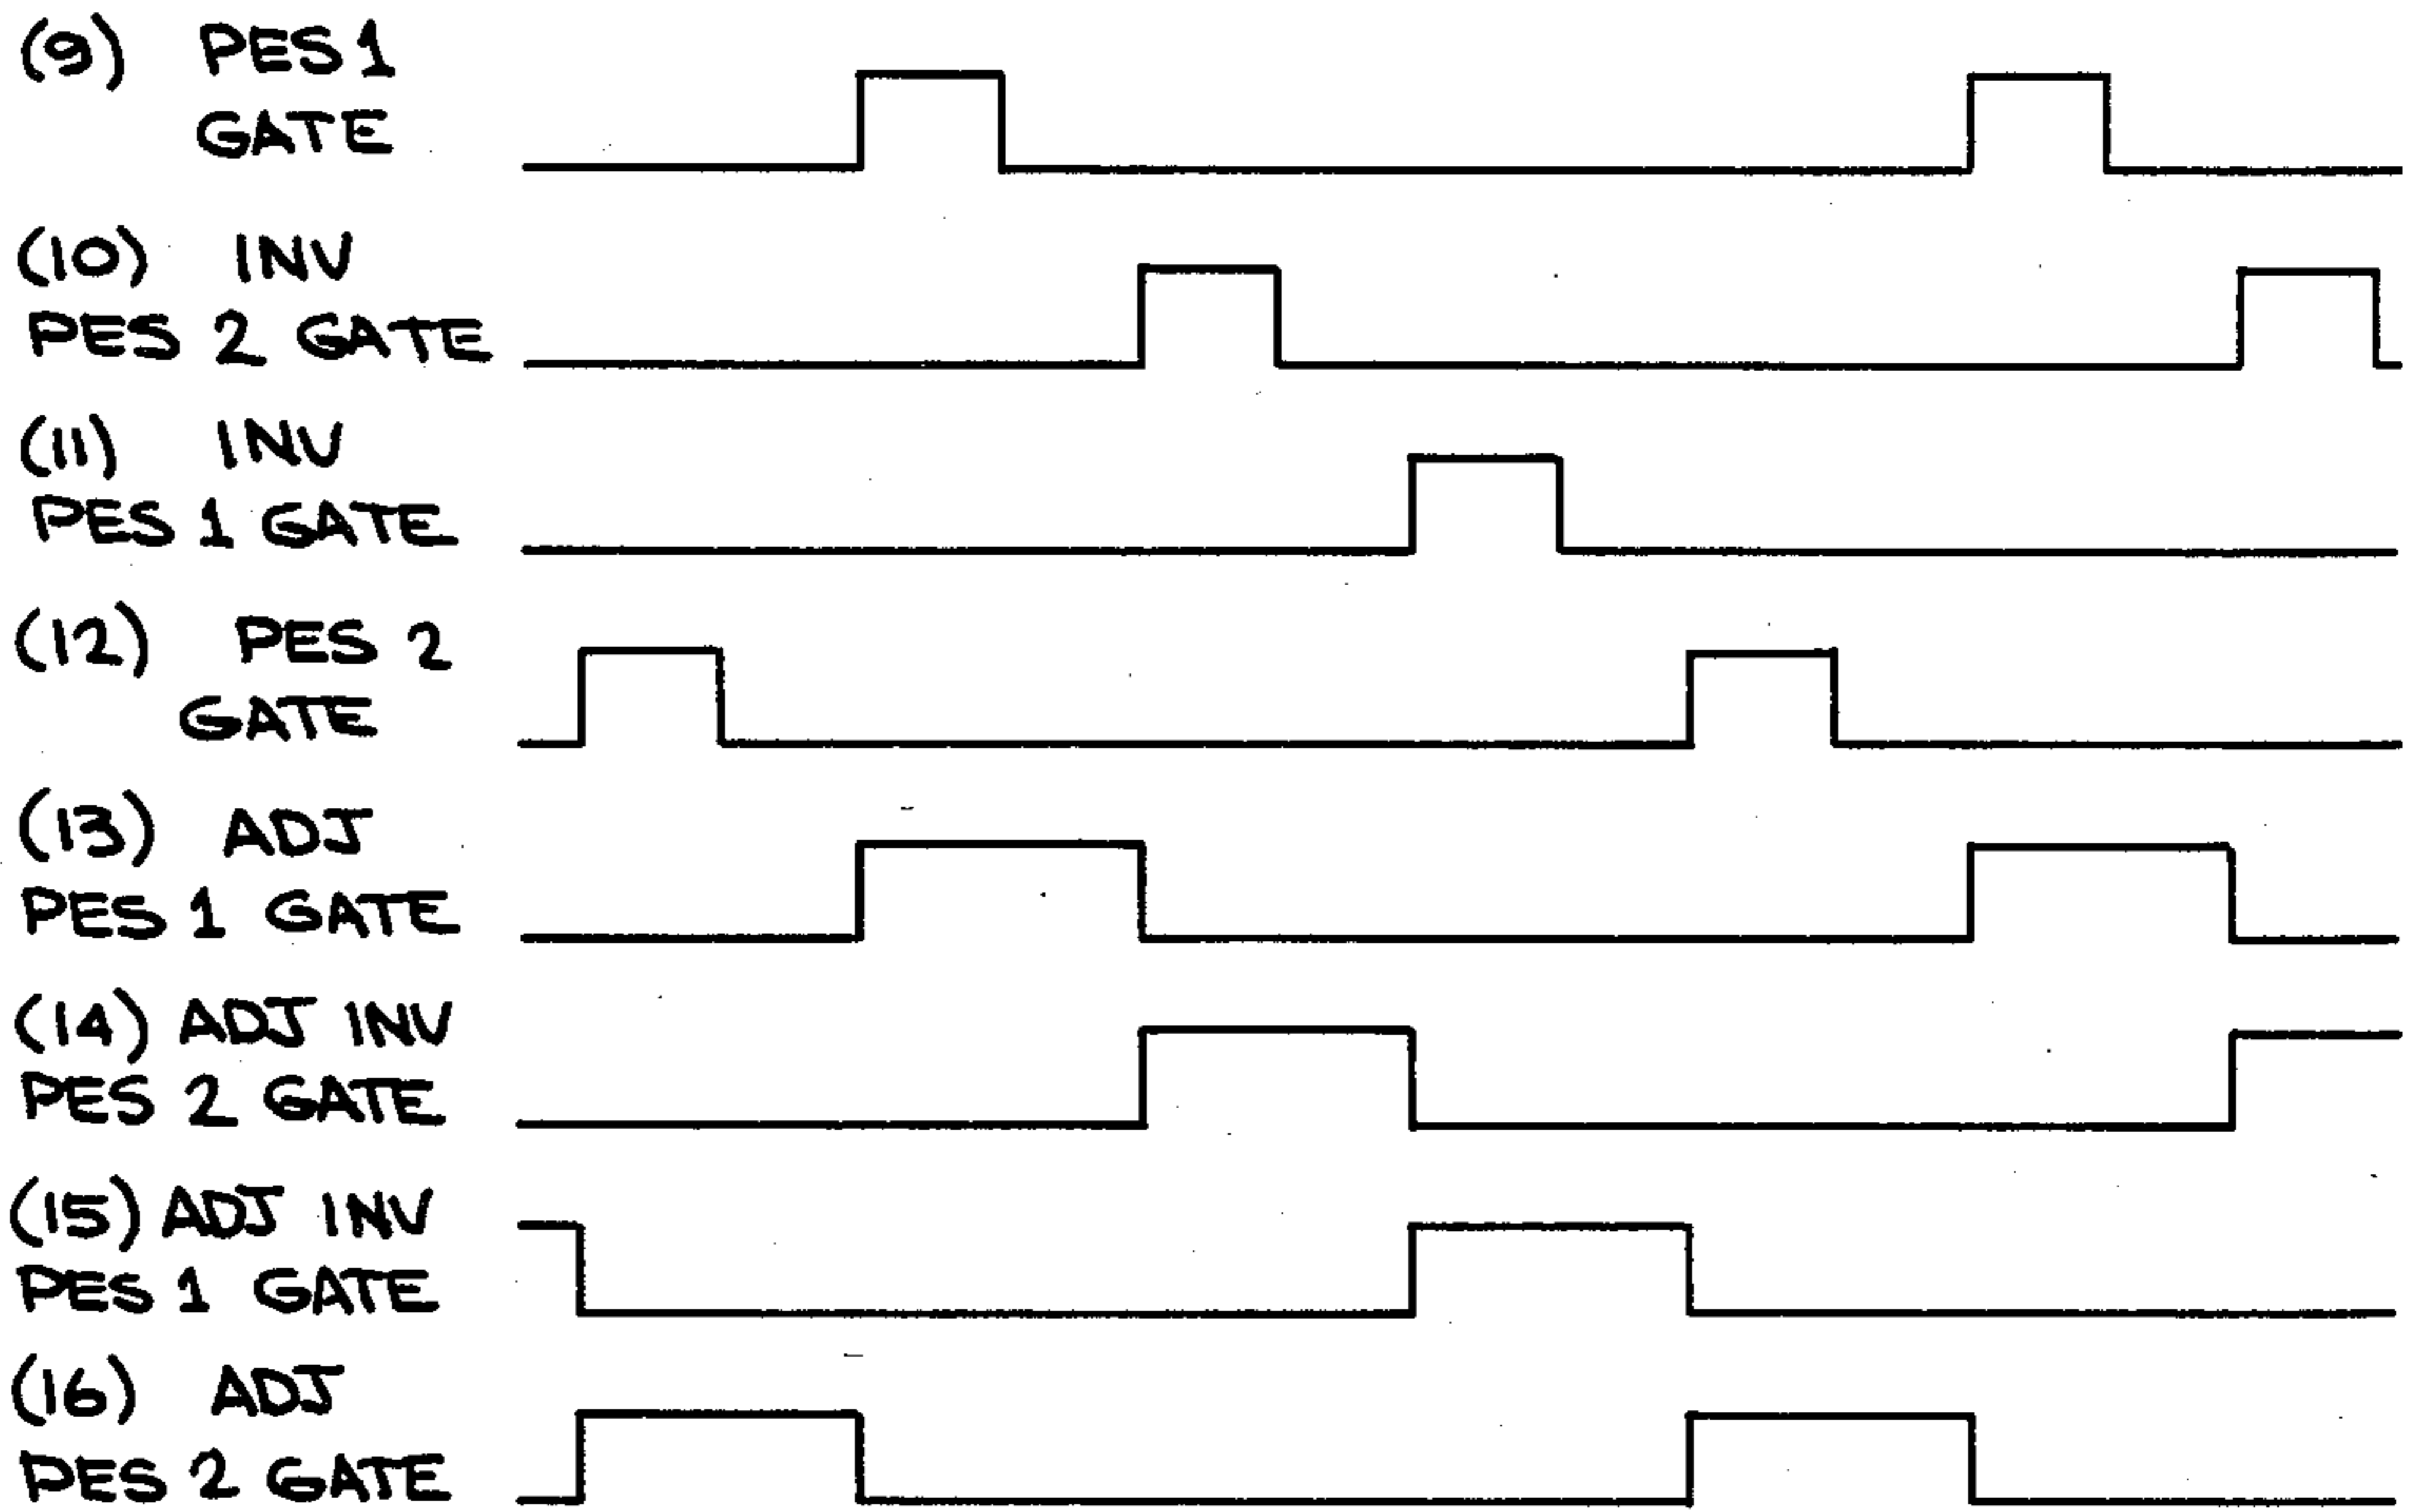 (9) PES 1
GATE
(10) INV
PES 2 GATE
(11) INV
PES 1 GATE
(12) PES 2
GATE
(13) ADJ
PES 1 GATE
(14) ADJ INV
PES 2 GATE
(15) ADJ INV
PES 1 GATE
(16) ADJ
PES 2 GATE